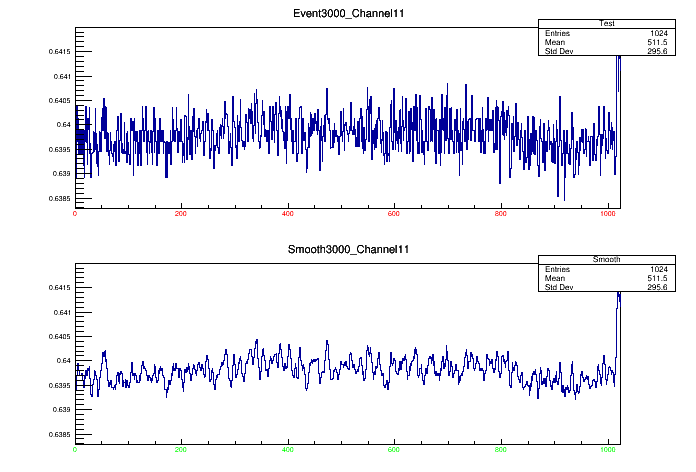 Event3000_Channel11
Test
Entries 1024
Mean 511.5
Std Dev 295.6
0.6415
0.641
0.6405
0.64
0.6395
0.639
0.6385
0 200 400 600 800 1000
Smooth3000_Channel11
Smooth
Entries 1024
Mean 511.5
Std Dev 295.6
0.6415
0.641
0.6405
0.64
0.6395
0.639
0.6385
0 200 400 600 800 1000